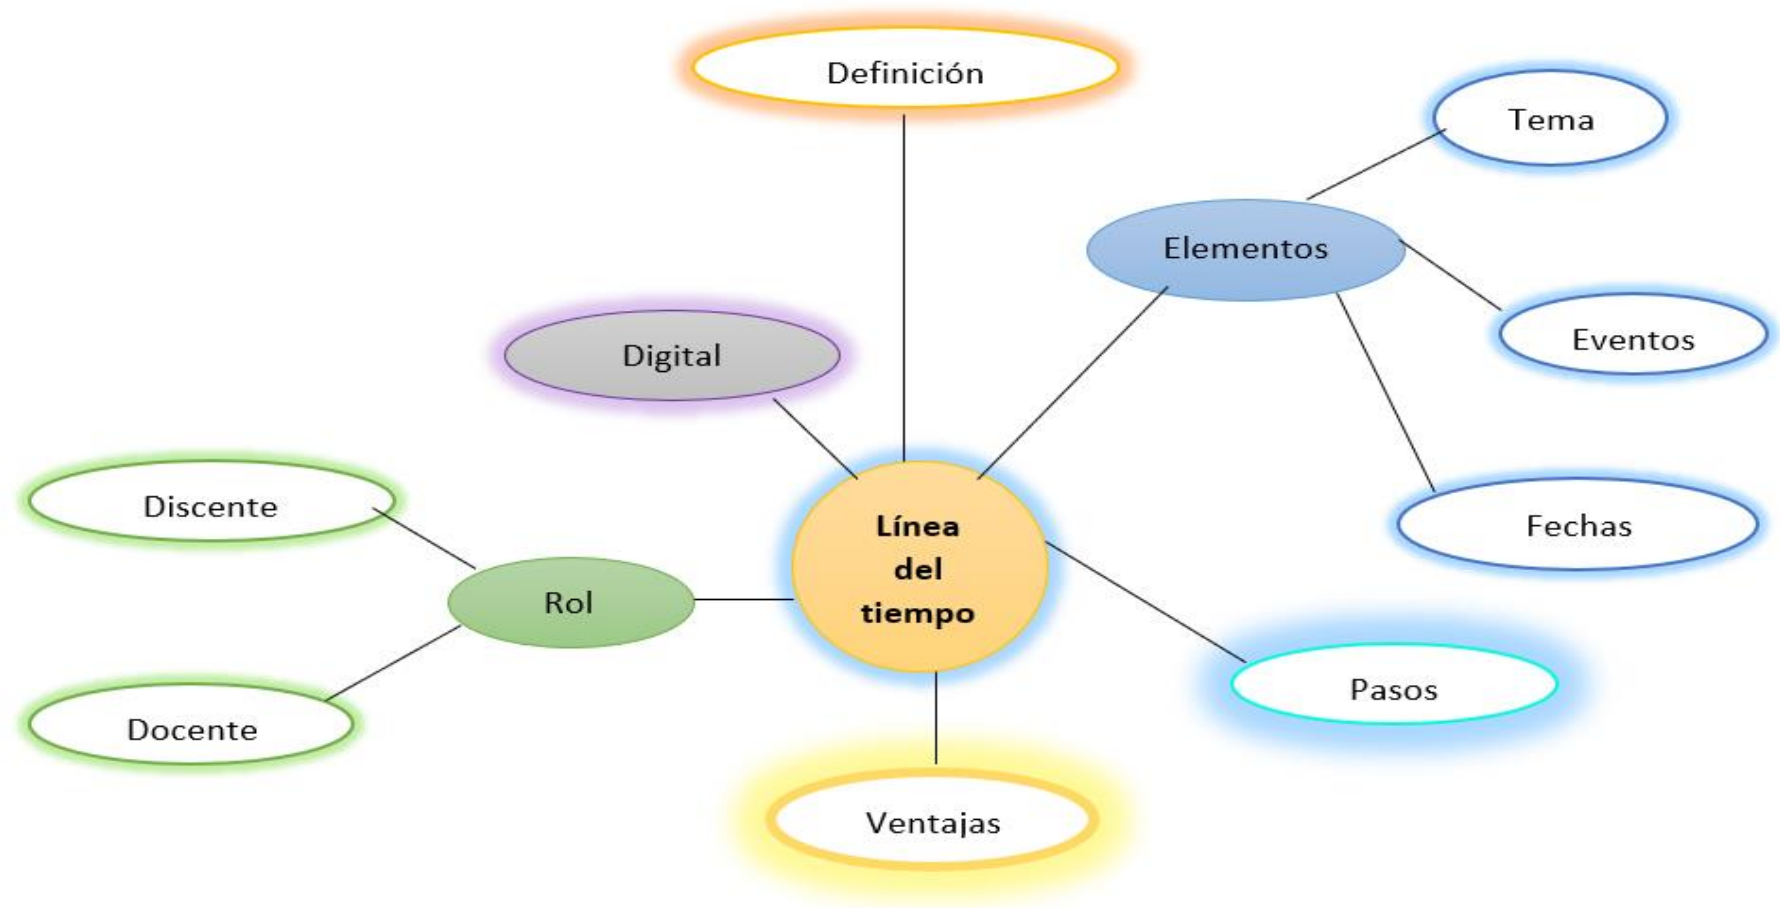 Definición
Tema
Elementos
Eventos
Digital
Discente
Fechas
Línea
del
tiempo
Rol
Pasos
Docente
Ventajas